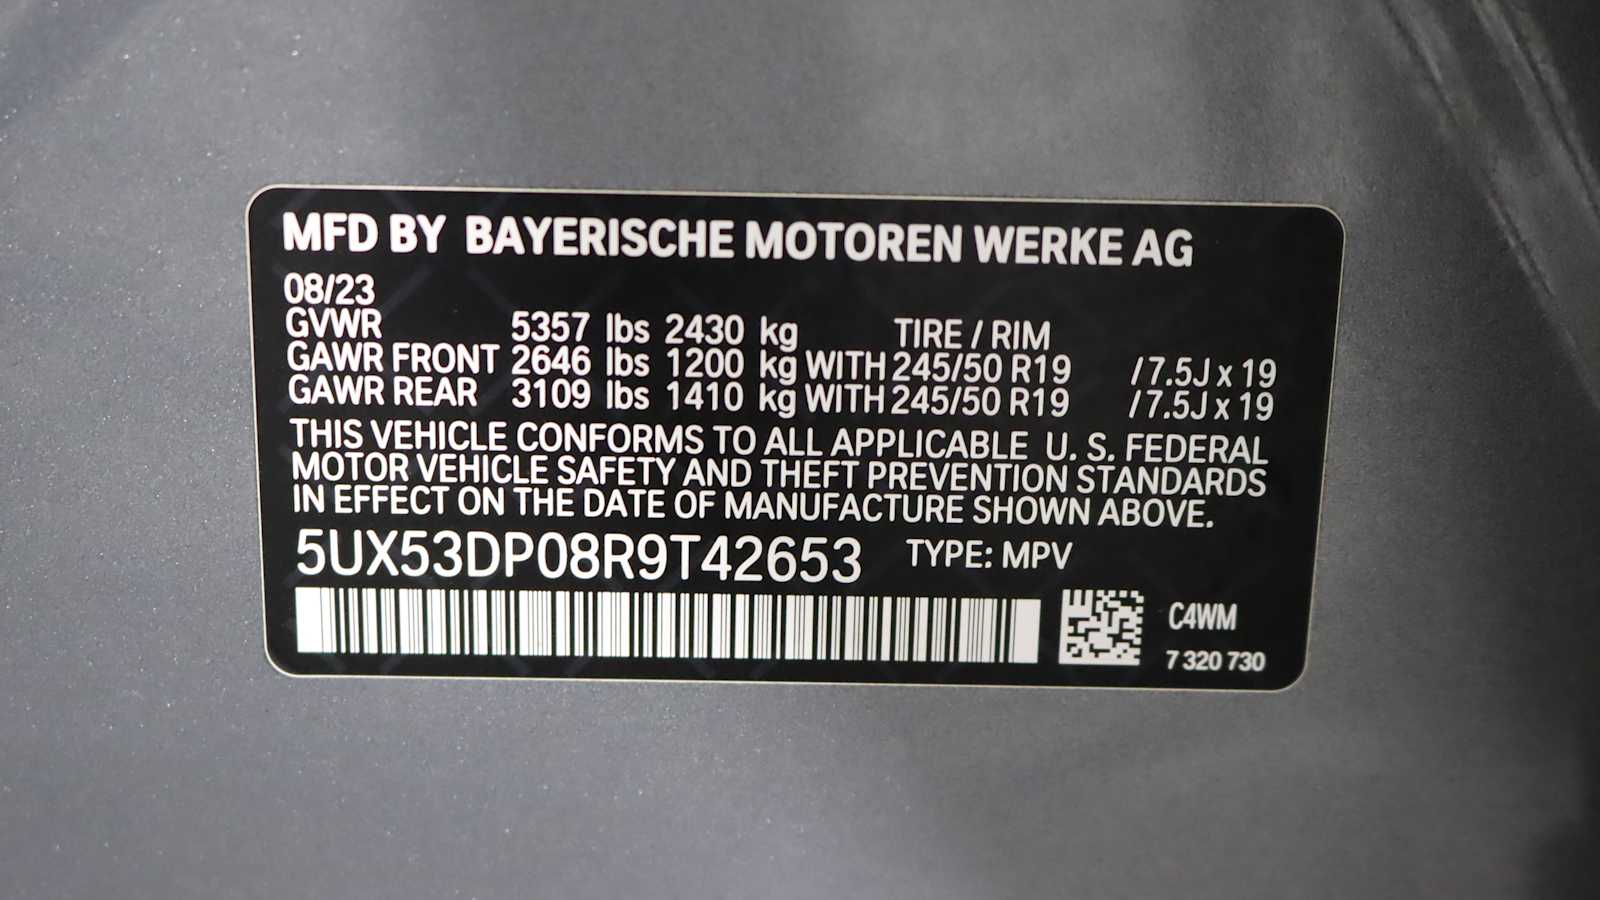 MFD BY BAYERISCHE MOTOREN WERKE AG
08/23
GVWR 5357 lbs 2430 kg TIRE / RIM
GAWR FRONT 2646 lbs 1200 kg WITH 245/50 R19 / 7.5J x 19
GAWR REAR 3109 lbs 1410 kg WITH 245/50 R19 / 7.5J x 19
THIS VEHICLE CONFORMS TO ALL APPLICABLE U. S. FEDERAL
MOTOR VEHICLE SAFETY AND THEFT PREVENTION STANDARDS
IN EFFECT ON THE DATE OF MANUFACTURE SHOWN ABOVE.
5UX53DP08R9T42653 TYPE: MPV
C4WM
7 320 730